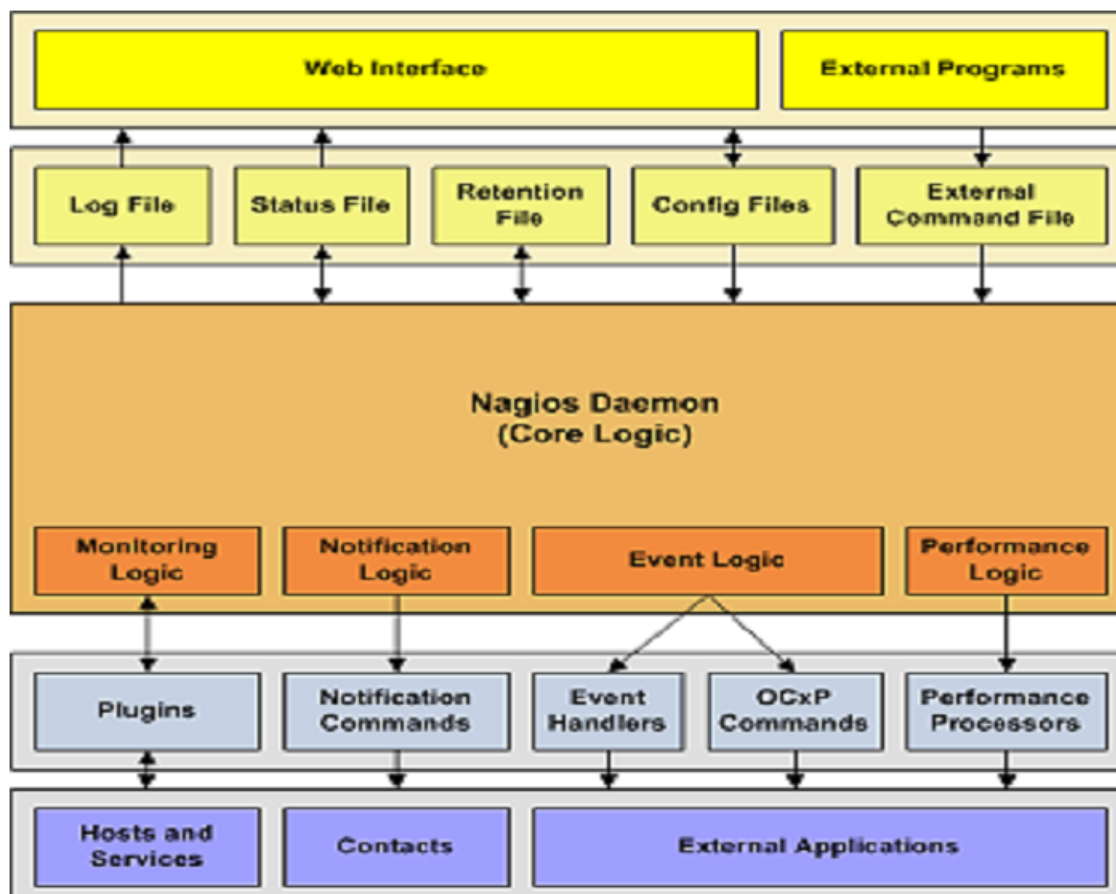 Web Interface
External Programs
Log File
Status File
Retention
File
Config Files
External
Command File
Nagios Daemon
(Core Logic)
Monitoring
Logic
Notification
Logic
Event Logic
Performance
Logic
Plugins
Notification
Commands
Event
Handlers
OCxP
Commands
Performance
Processors
Hosts and
Services
Contacts
External Applications